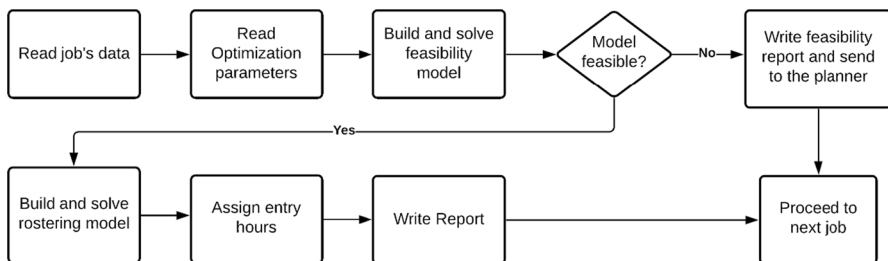 Read job's data
Read
Optimization
parameters
Build and solve
feasibility
model
Model
feasible?
No
Write feasibility
report and send
to the planner
Yes
Build and solve
rostering model
Assign entry
hours
Write Report
Proceed to
next job